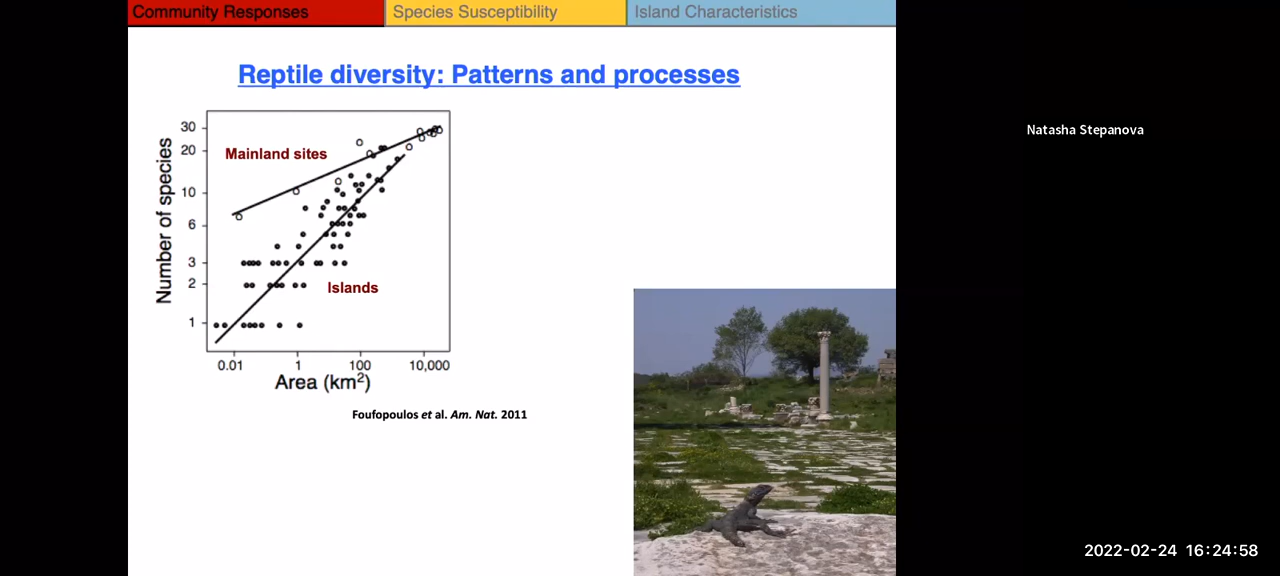 Community Responses
Species Susceptibility
Island Characteristics
Reptile diversity: Patterns and processes
30
20
10
6
3
2
1
Number of species
Mainland sites
Islands
0.01
1
100
10,000
Area (km²)
Foufopoulos et al. Am. Nat. 2011
Natasha Stepanova
2022-02-24 16:24:58